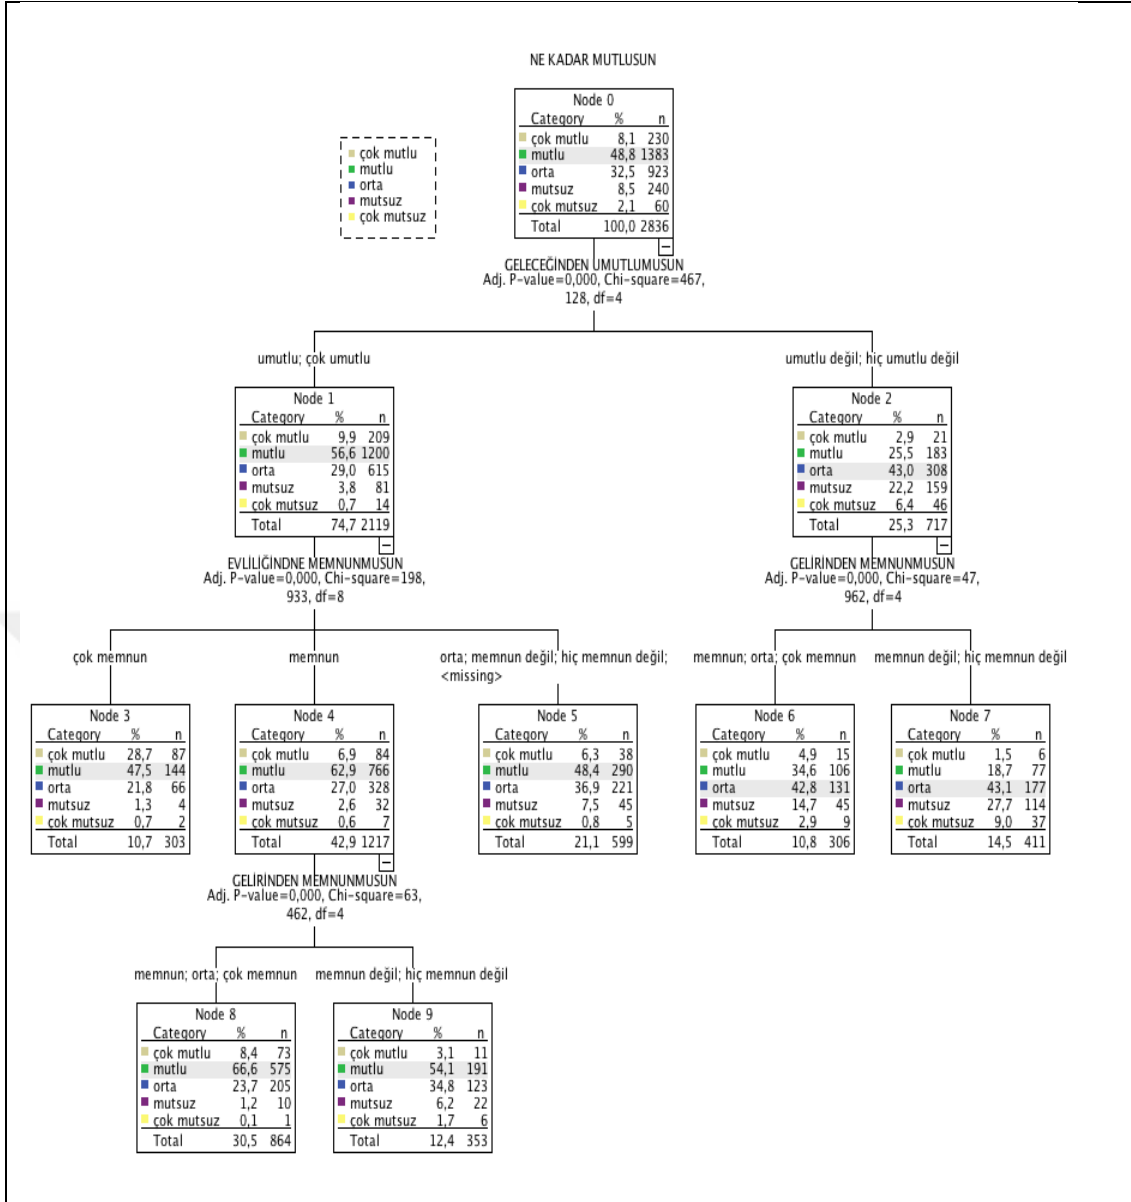 NE KADAR MUTLUSUN
Node 0
Category % n
çok mutlu 8,1 230
mutlu 48,8 1383
orta 32,5 923
mutsuz 8,5 240
çok mutsuz 2,1 60
Total 100,0 2836
çok mutlu
mutlu
orta
mutsuz
çok mutsuz
GELECEĞİNDEN UMUTLUMUSUN
Adj. P-value=0,000, Chi-square=467,
128, df=4
umutlu; çok umutlu
umutlu değil; hiç umutlu değil
Node 1
Category % n
çok mutlu 9,9 209
mutlu 56,6 1200
orta 29,0 615
mutsuz 3,8 81
çok mutsuz 0,7 14
Total 74,7 2119
Node 2
Category % n
çok mutlu 2,9 21
mutlu 25,5 183
orta 43,0 308
mutsuz 22,2 159
çok mutsuz 6,4 46
Total 25,3 717
EVLİLİĞİNDNE MEMNUNMUSUN
Adj. P-value=0,000, Chi-square=198,
933, df=8
GELİRİNDEN MEMNUNMUSUN
Adj. P-value=0,000, Chi-square=47,
962, df=4
çok memnun
memnun
orta; memnun değil; hiç memnun değil;
<missing>
memnun; orta; çok memnun
memnun değil; hiç memnun değil
Node 3
Category % n
çok mutlu 28,7 87
mutlu 47,5 144
orta 21,8 66
mutsuz 1,3 4
çok mutsuz 0,7 2
Total 10,7 303
Node 4
Category % n
çok mutlu 6,9 84
mutlu 62,9 766
orta 27,0 328
mutsuz 2,6 32
çok mutsuz 0,6 7
Total 42,9 1217
Node 5
Category % n
çok mutlu 6,3 38
mutlu 48,4 290
orta 36,9 221
mutsuz 7,5 45
çok mutsuz 0,8 5
Total 21,1 599
Node 6
Category % n
çok mutlu 4,9 15
mutlu 34,6 106
orta 42,8 131
mutsuz 14,7 45
çok mutsuz 2,9 9
Total 10,8 306
Node 7
Category % n
çok mutlu 1,5 6
mutlu 18,7 77
orta 43,1 177
mutsuz 27,7 114
çok mutsuz 9,0 37
Total 14,5 411
GELİRİNDEN MEMNUNMUSUN
Adj. P-value=0,000, Chi-square=63,
462, df=4
memnun; orta; çok memnun
memnun değil; hiç memnun değil
Node 8
Category % n
çok mutlu 8,4 73
mutlu 66,6 575
orta 23,7 205
mutsuz 1,2 10
çok mutsuz 0,1 1
Total 30,5 864
Node 9
Category % n
çok mutlu 3,1 11
mutlu 54,1 191
orta 34,8 123
mutsuz 6,2 22
çok mutsuz 1,7 6
Total 12,4 353